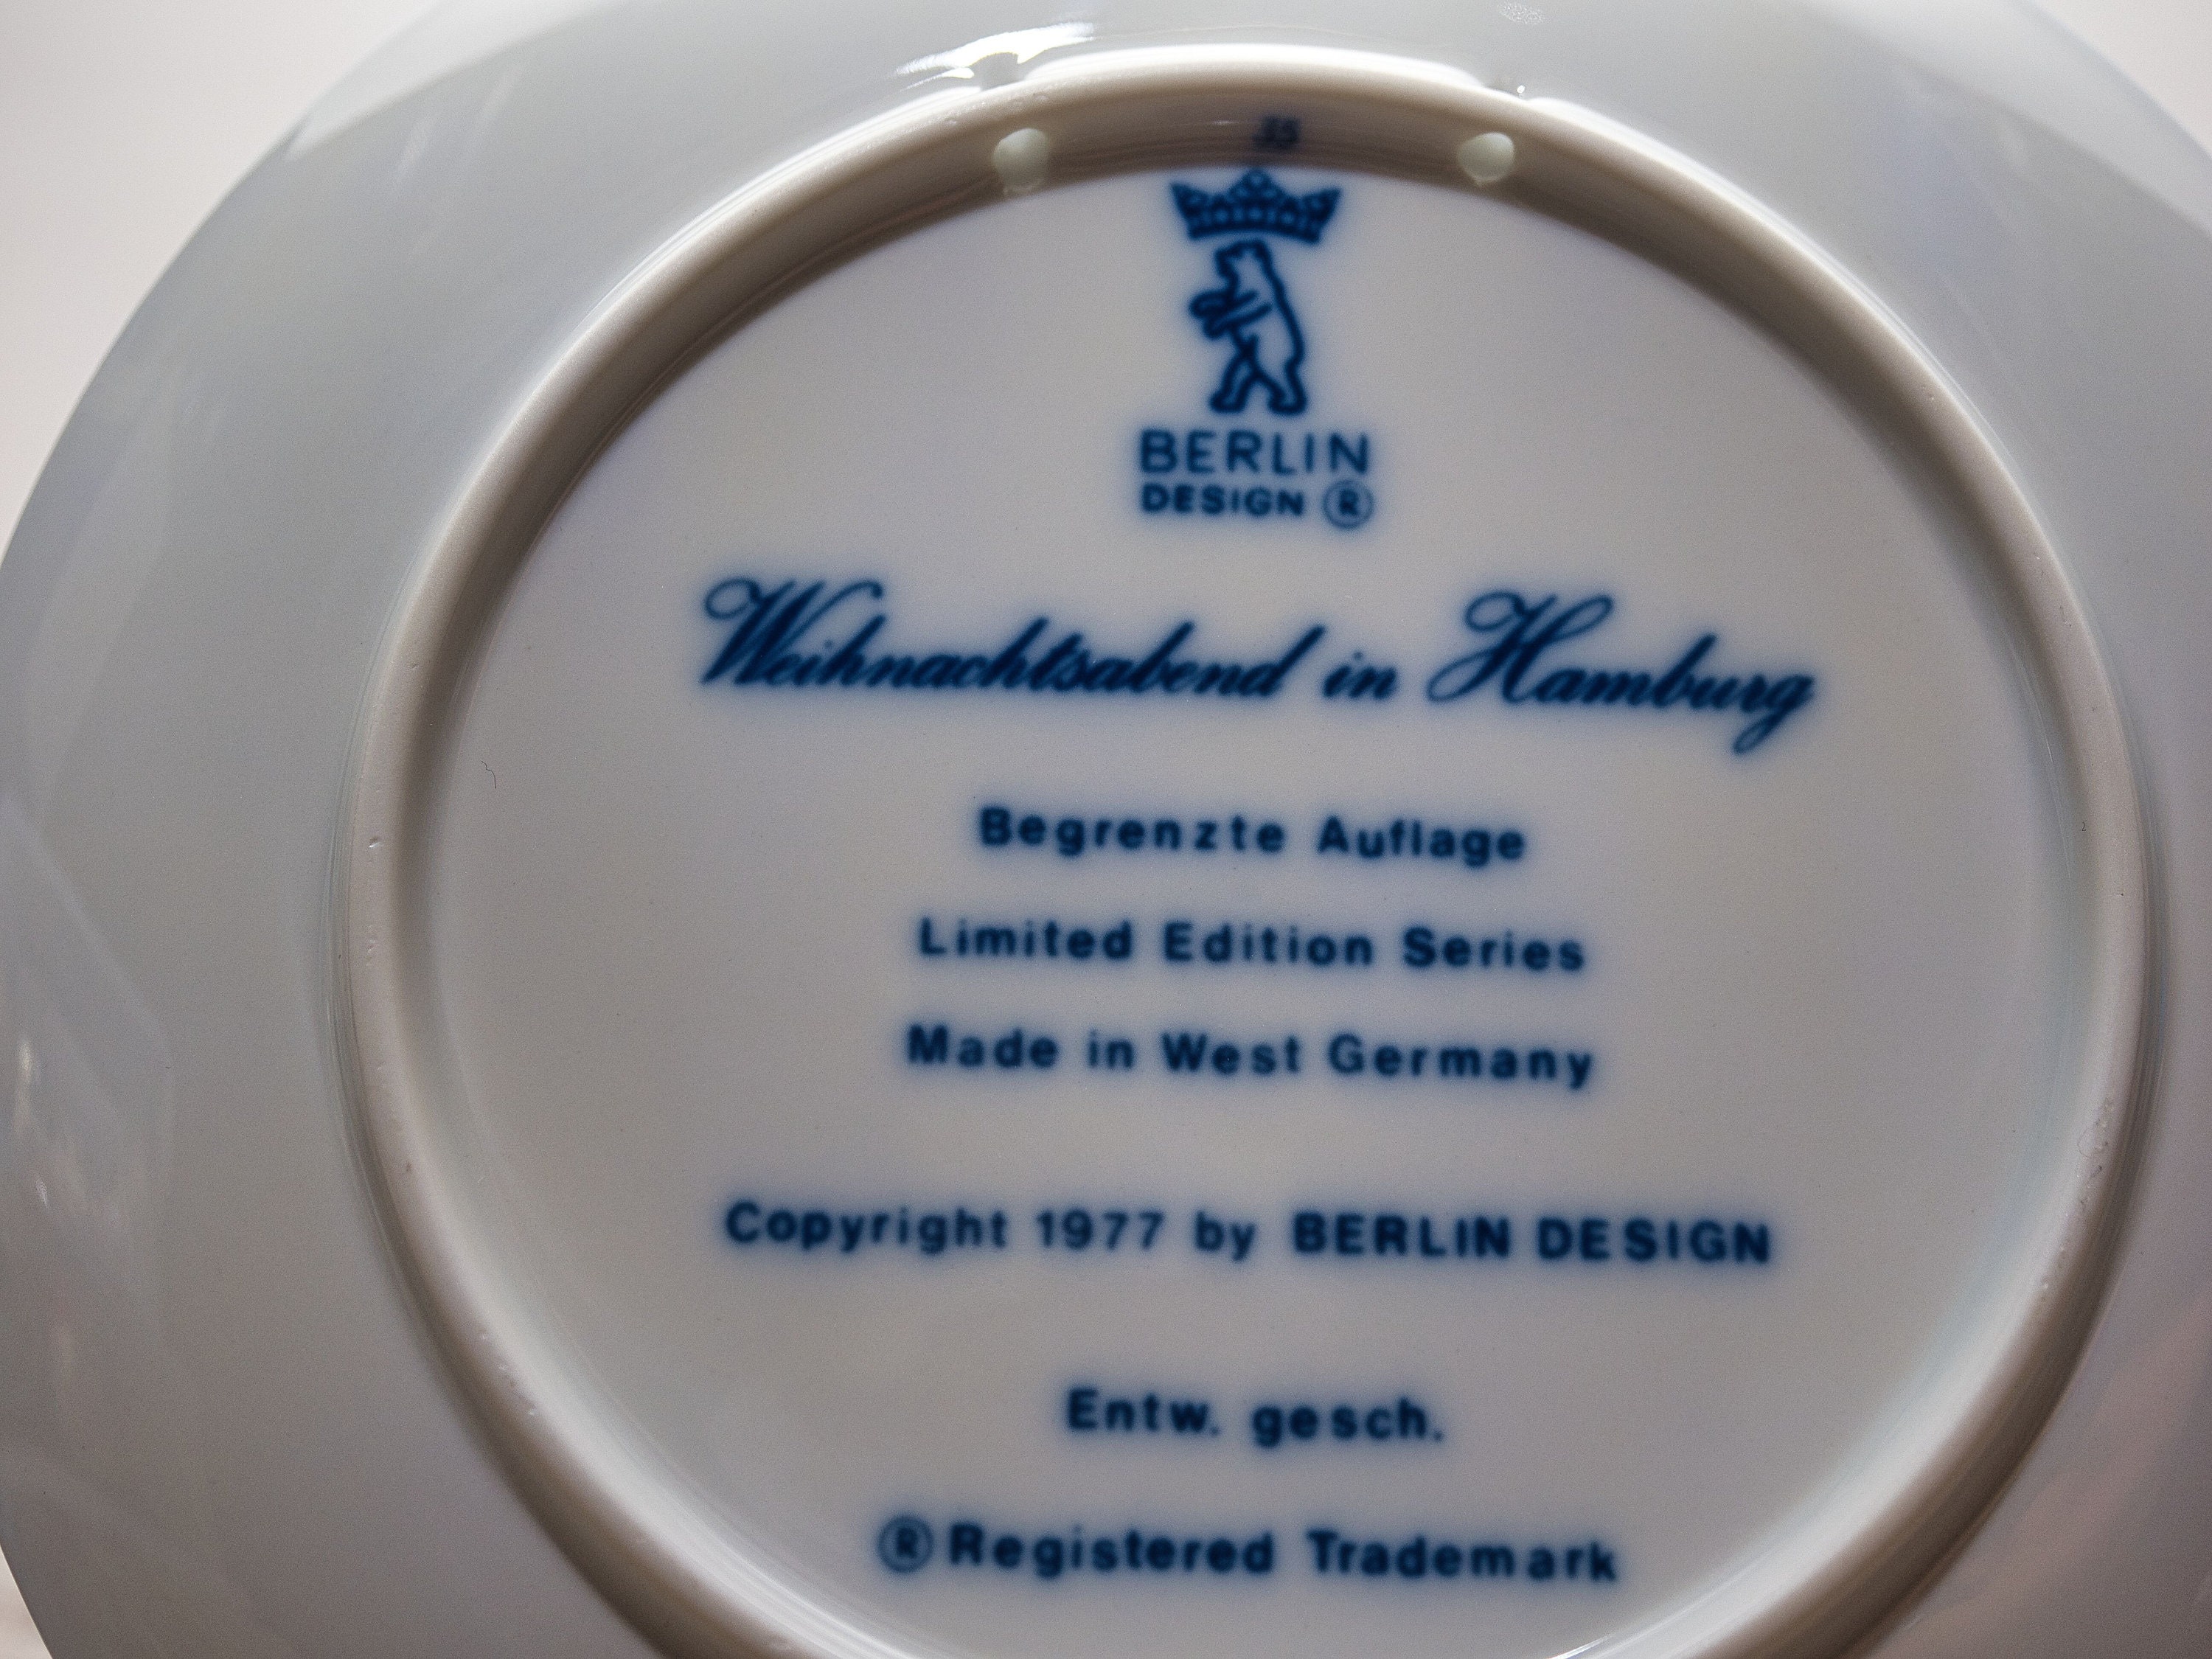 BERLIN
DESIGN ®
Weihnachtsabend in Hamburg
Begrenzte Auflage
Limited Edition Series
Made in West Germany
Copyright 1977 by BERLIN DESIGN
Entw. gesch.
® Registered Trademark